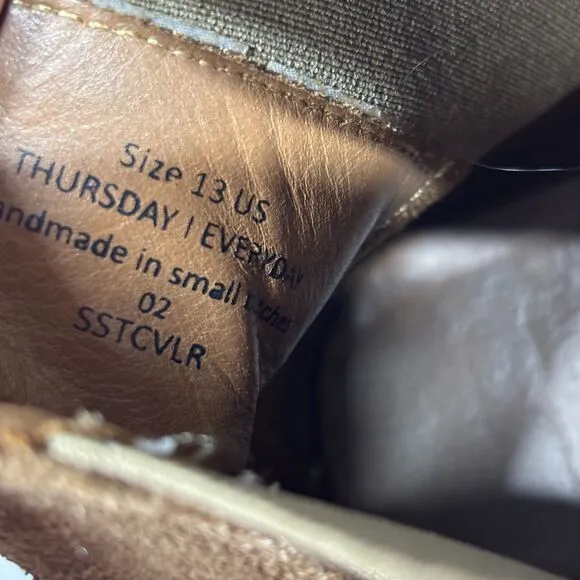 Size 13 US
THURSDAY | EVERYDAY
andmade in small
02
SSTCVLR